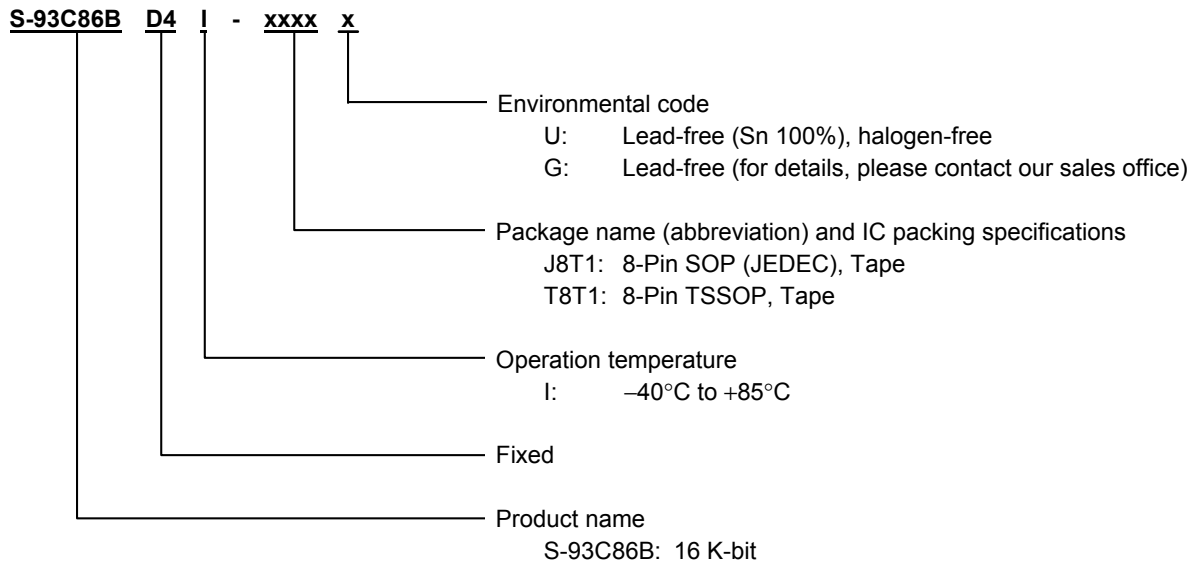 S-93C86B D4 I - xxxx x
Environmental code
U: Lead-free (Sn 100%), halogen-free
G: Lead-free (for details, please contact our sales office)
Package name (abbreviation) and IC packing specifications
J8T1: 8-Pin SOP (JEDEC), Tape
T8T1: 8-Pin TSSOP, Tape
Operation temperature
I: −40°C to +85°C
Fixed
Product name
S-93C86B: 16 K-bit